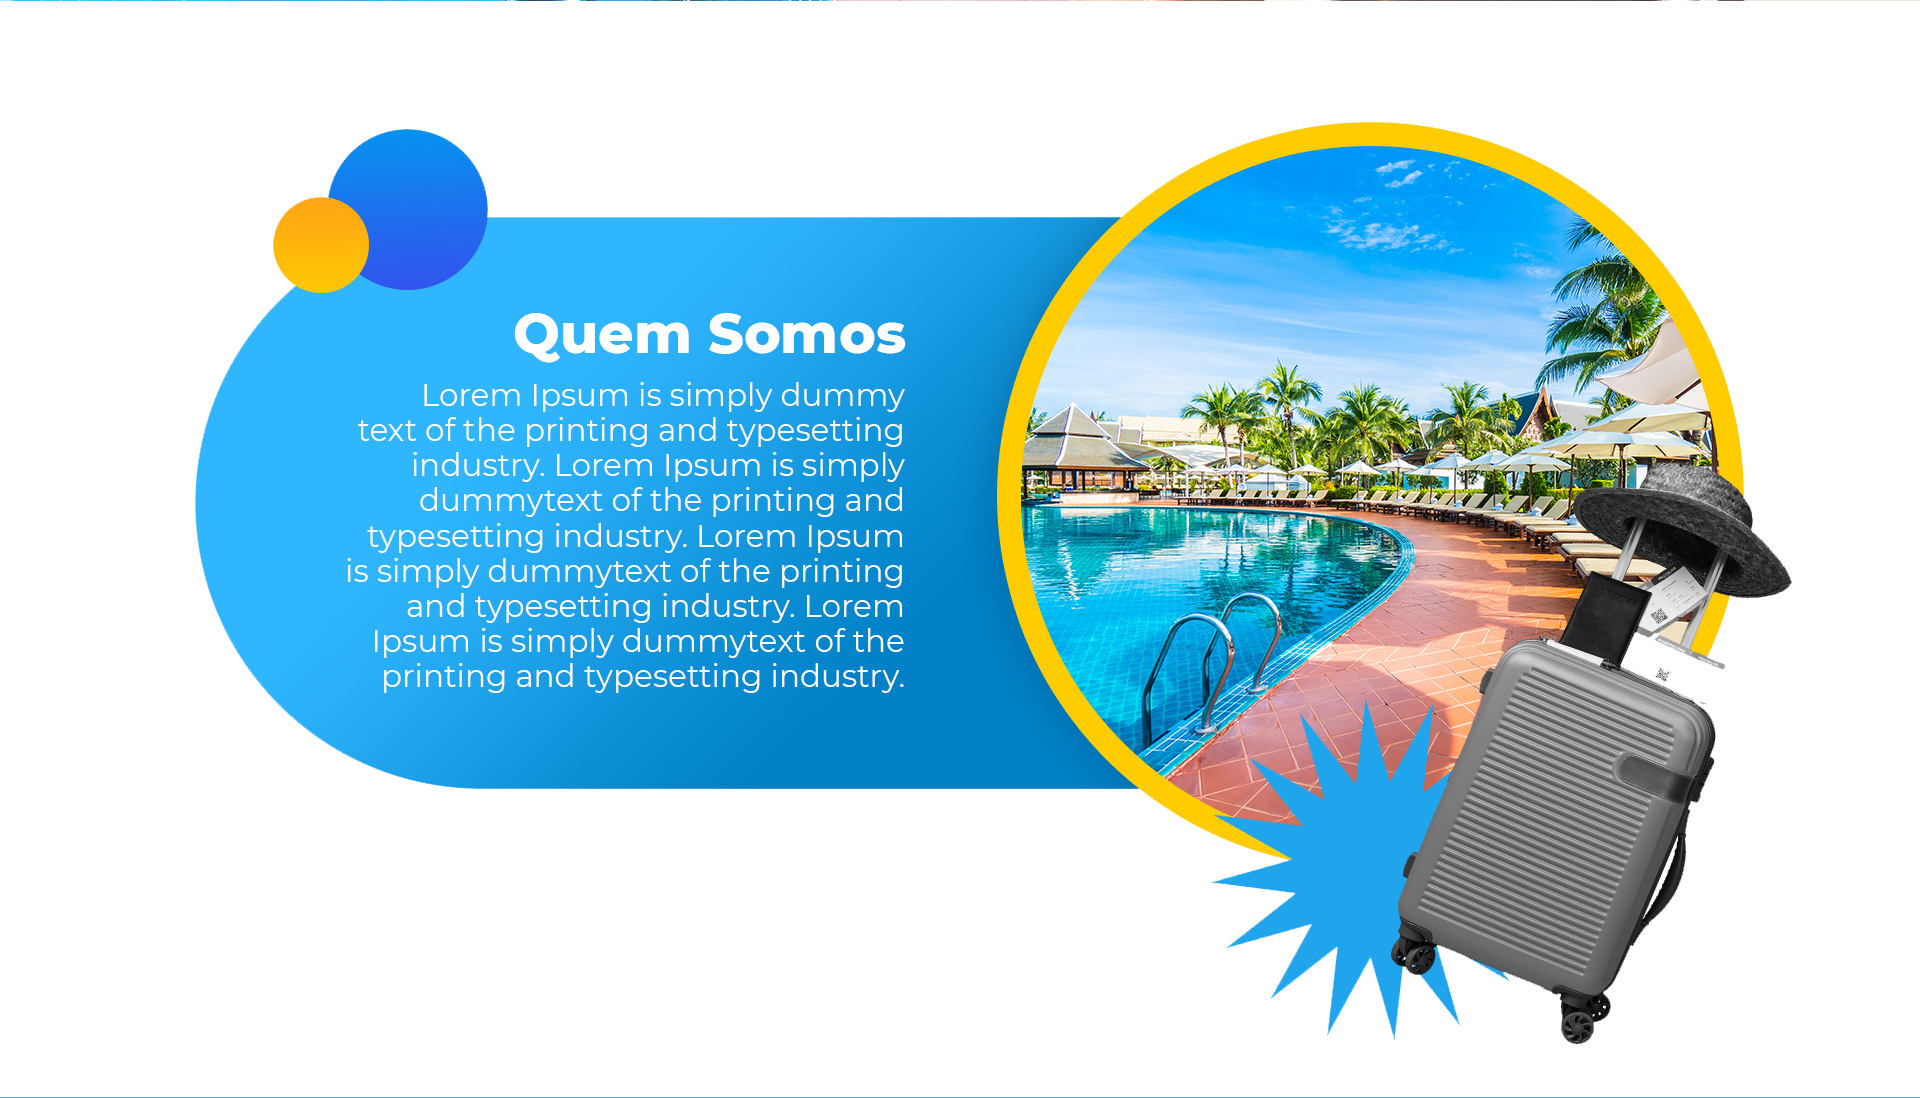 Quem Somos
Lorem Ipsum is simply dummy
text of the printing and typesetting
industry. Lorem Ipsum is simply
dummytext of the printing and
typesetting industry. Lorem Ipsum
is simply dummytext of the printing
and typesetting industry. Lorem
Ipsum is simply dummytext of the
printing and typesetting industry.